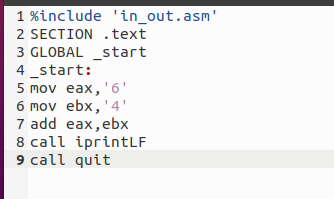 1 %include 'in_out.asm'
2 SECTION .text
3 GLOBAL _start
4 _start:
5 mov eax,'6'
6 mov ebx,'4'
7 add eax,ebx
8 call iprintLF
9 call quit